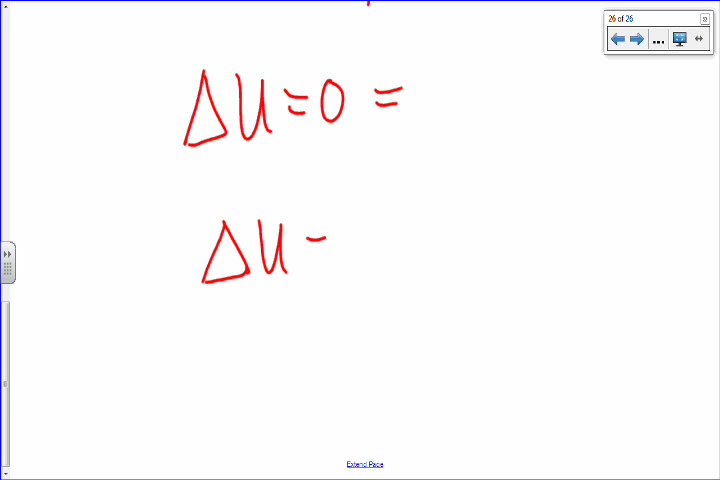 26 of 26
ΔU = 0 =
ΔU -
Extend Page